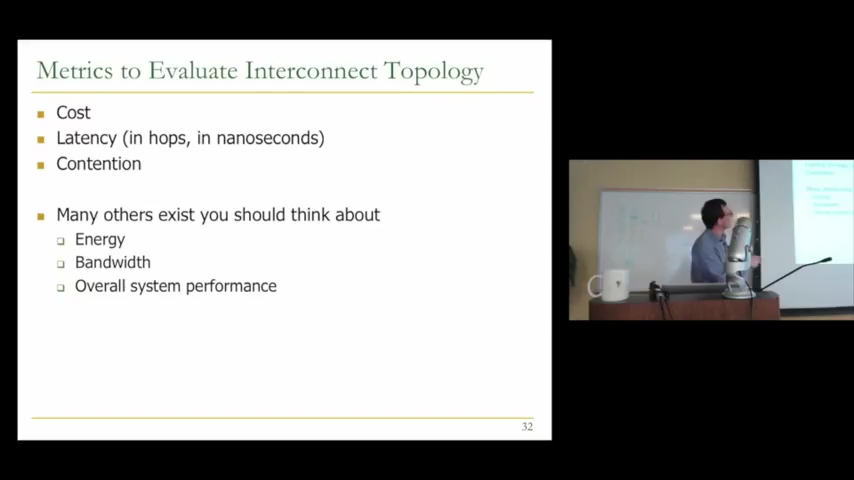 Metrics to Evaluate Interconnect Topology
Cost
Latency (in hops, in nanoseconds)
Contention
Many others exist you should think about
Energy
Bandwidth
Overall system performance
32